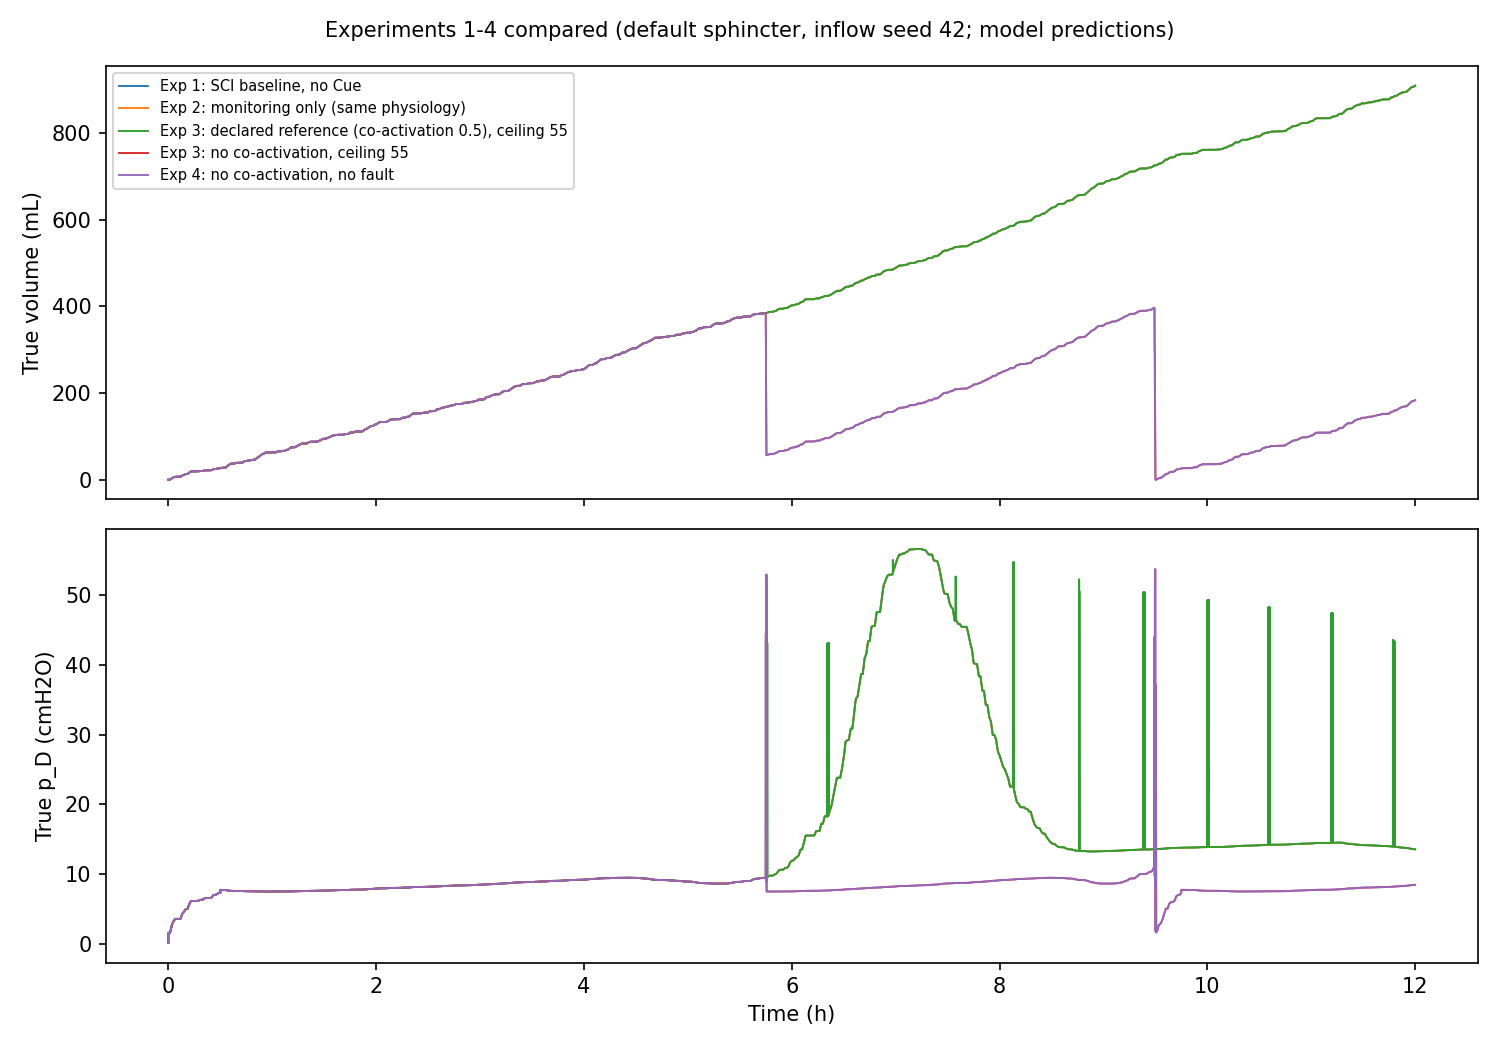 Experiments 1-4 compared (default sphincter, inflow seed 42; model predictions)
Exp 1: SCI baseline, no Cue
Exp 2: monitoring only (same physiology)
Exp 3: declared reference (co-activation 0.5), ceiling 55
Exp 3: no co-activation, ceiling 55
Exp 4: no co-activation, no fault
True volume (mL)
800
600
400
200
0
True p_D (cmH2O)
50
40
30
20
10
0
0 2 4 6 8 10 12
Time (h)